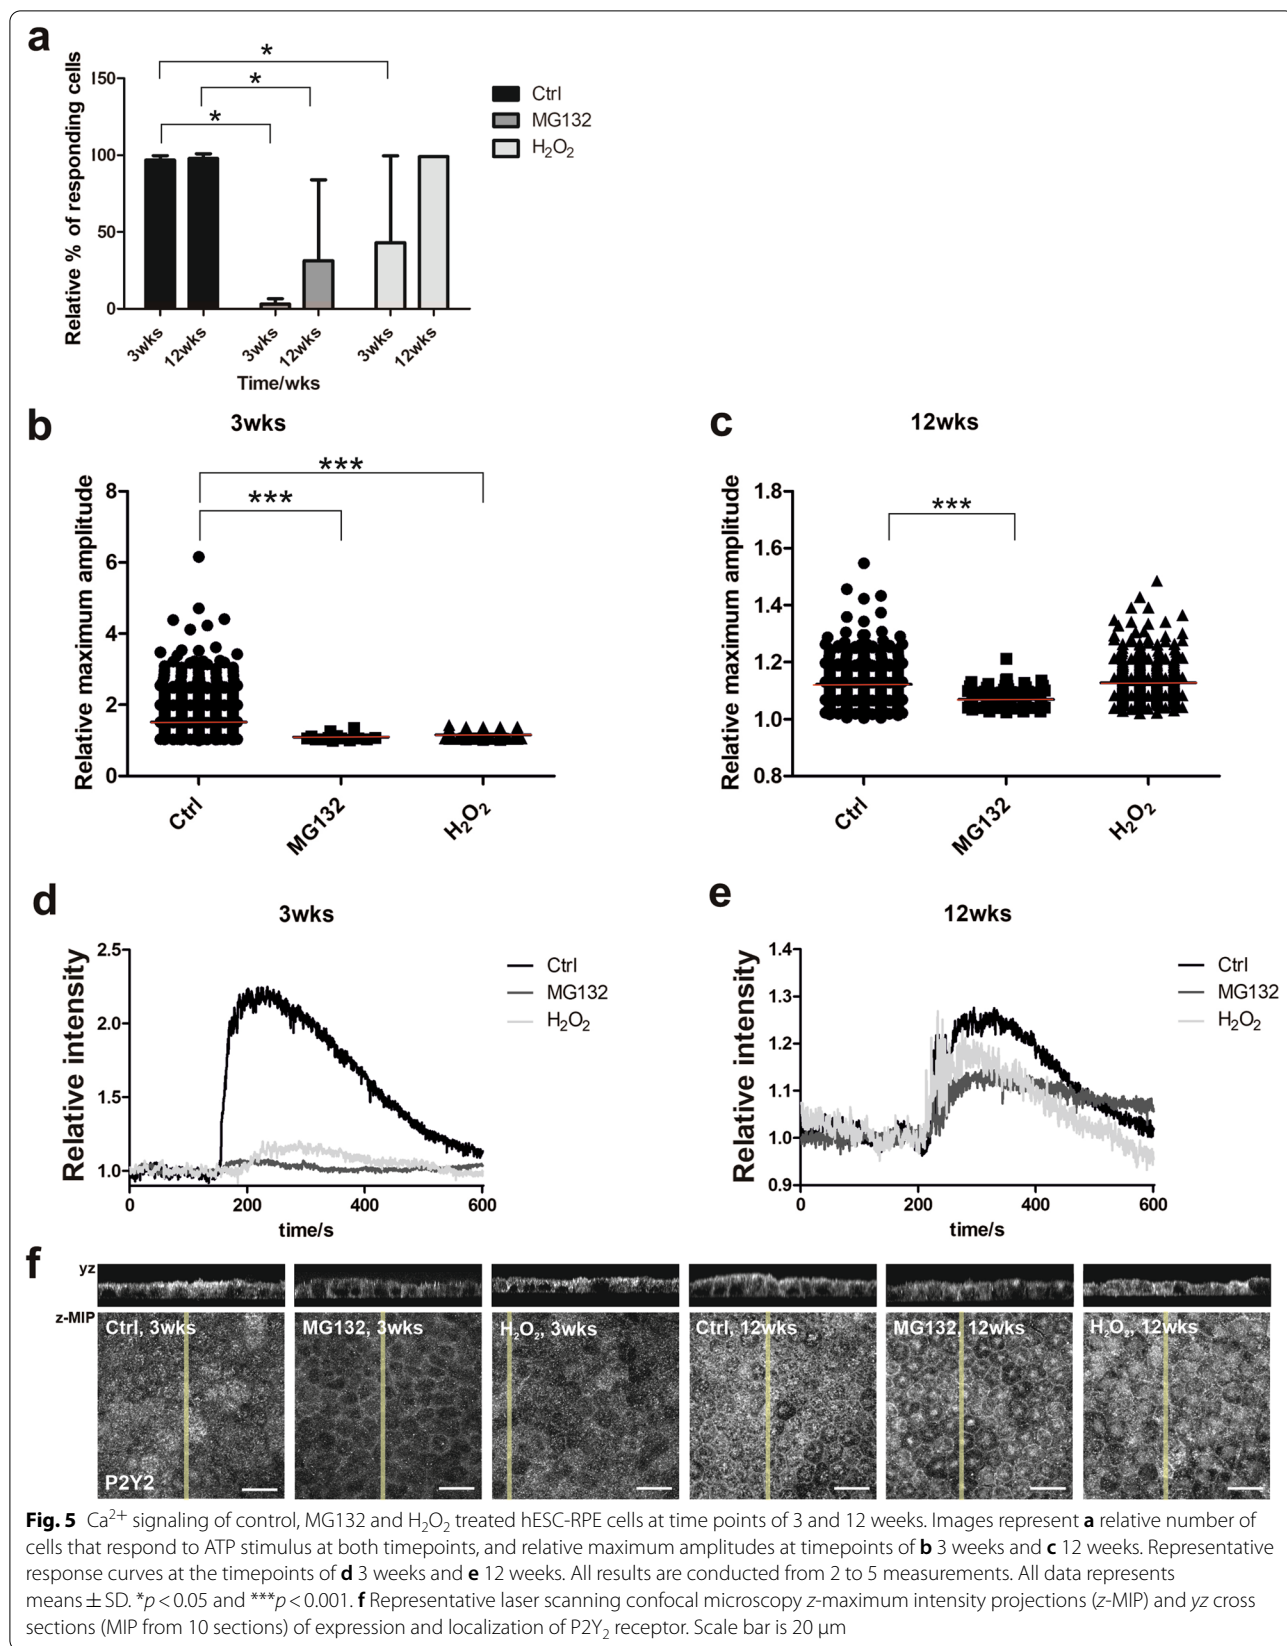 a
Relative % of responding cells
150
100
50
0
*
*
*
Ctrl
MG132
H₂O₂
3wks
12wks
3wks
12wks
3wks
12wks
Time/wks
b
3wks
Relative maximum amplitude
8
6
4
2
0
***
***
Ctrl
MG132
H₂O₂
c
12wks
Relative maximum amplitude
1.8
1.6
1.4
1.2
1.0
0.8
***
Ctrl
MG132
H₂O₂
d
3wks
Relative intensity
2.5
2.0
1.5
1.0
0
200
400
600
time/s
Ctrl
MG132
H₂O₂
e
12wks
Relative intensity
1.4
1.3
1.2
1.1
1.0
0.9
0
200
400
600
time/s
Ctrl
MG132
H₂O₂
f
yz
z-MIP
Ctrl, 3wks
MG132, 3wks
H₂O₂, 3wks
Ctrl, 12wks
MG132, 12wks
H₂O₂, 12wks
P2Y2
Fig. 5 Ca²⁺ signaling of control, MG132 and H₂O₂ treated hESC-RPE cells at time points of 3 and 12 weeks. Images represent a relative number of
cells that respond to ATP stimulus at both timepoints, and relative maximum amplitudes at timepoints of b 3 weeks and c 12 weeks. Representative
response curves at the timepoints of d 3 weeks and e 12 weeks. All results are conducted from 2 to 5 measurements. All data represents
means ± SD. *p < 0.05 and ***p < 0.001. f Representative laser scanning confocal microscopy z-maximum intensity projections (z-MIP) and yz cross
sections (MIP from 10 sections) of expression and localization of P2Y₂ receptor. Scale bar is 20 μm